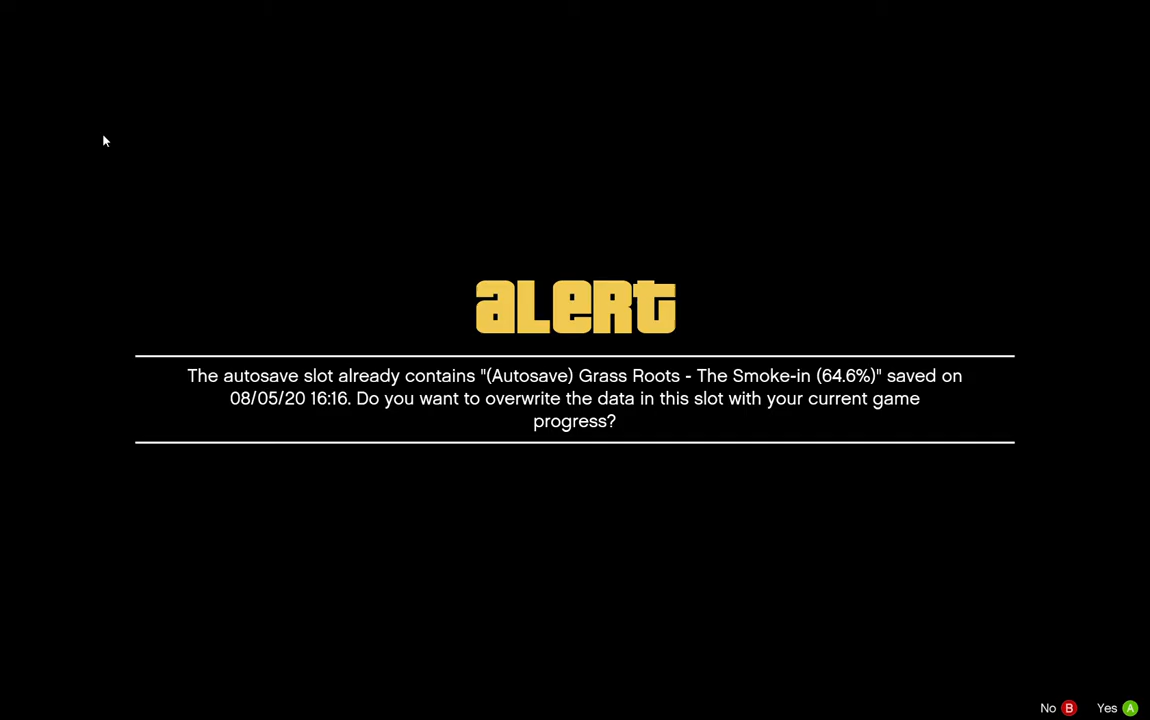 aLeRt
The autosave slot already contains "(Autosave) Grass Roots - The Smoke-in (64.6%)" saved on
08/05/20 16:16. Do you want to overwrite the data in this slot with your current game
progress?
No B Yes A